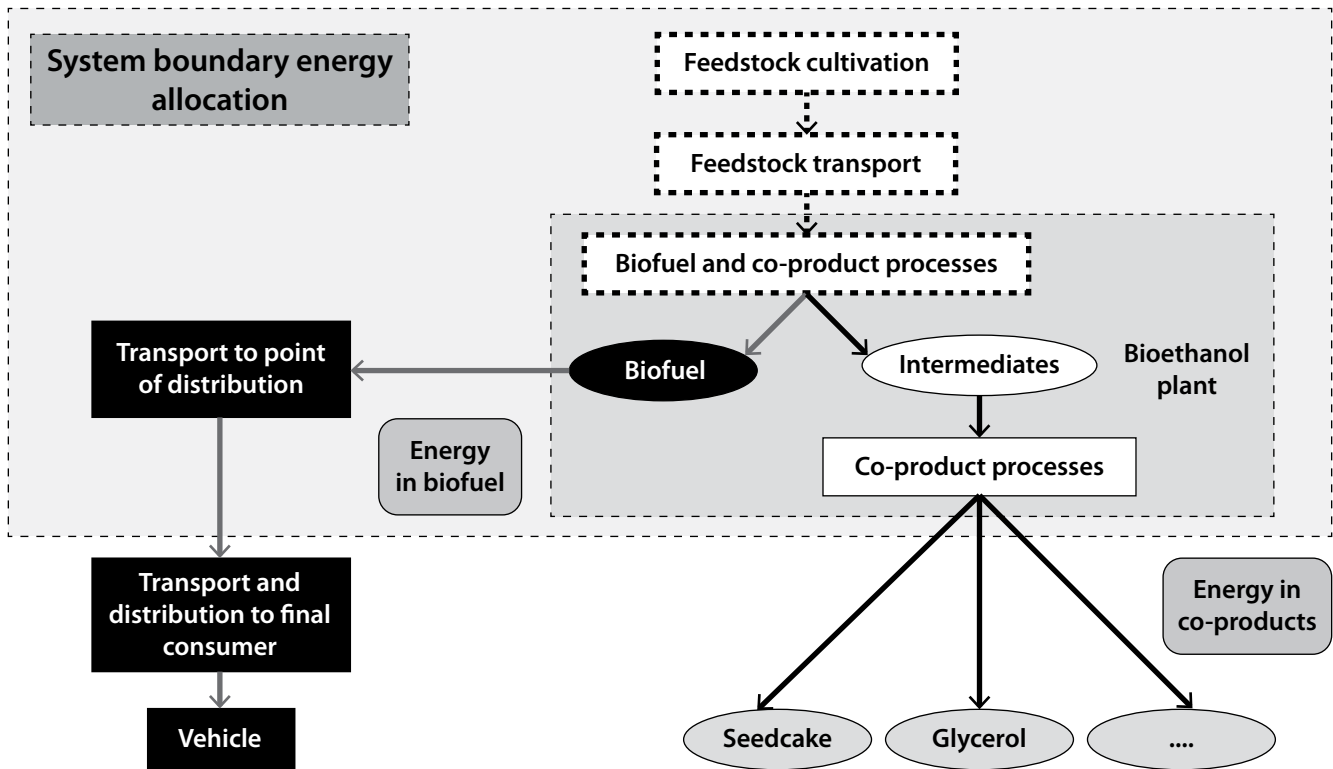 System boundary energy
allocation
Feedstock cultivation
Feedstock transport
Biofuel and co-product processes
Transport to point
of distribution
Biofuel
Intermediates
Bioethanol
plant
Energy
in biofuel
Co-product processes
Transport and
distribution to final
consumer
Energy in
co-products
Vehicle
Seedcake
Glycerol
....